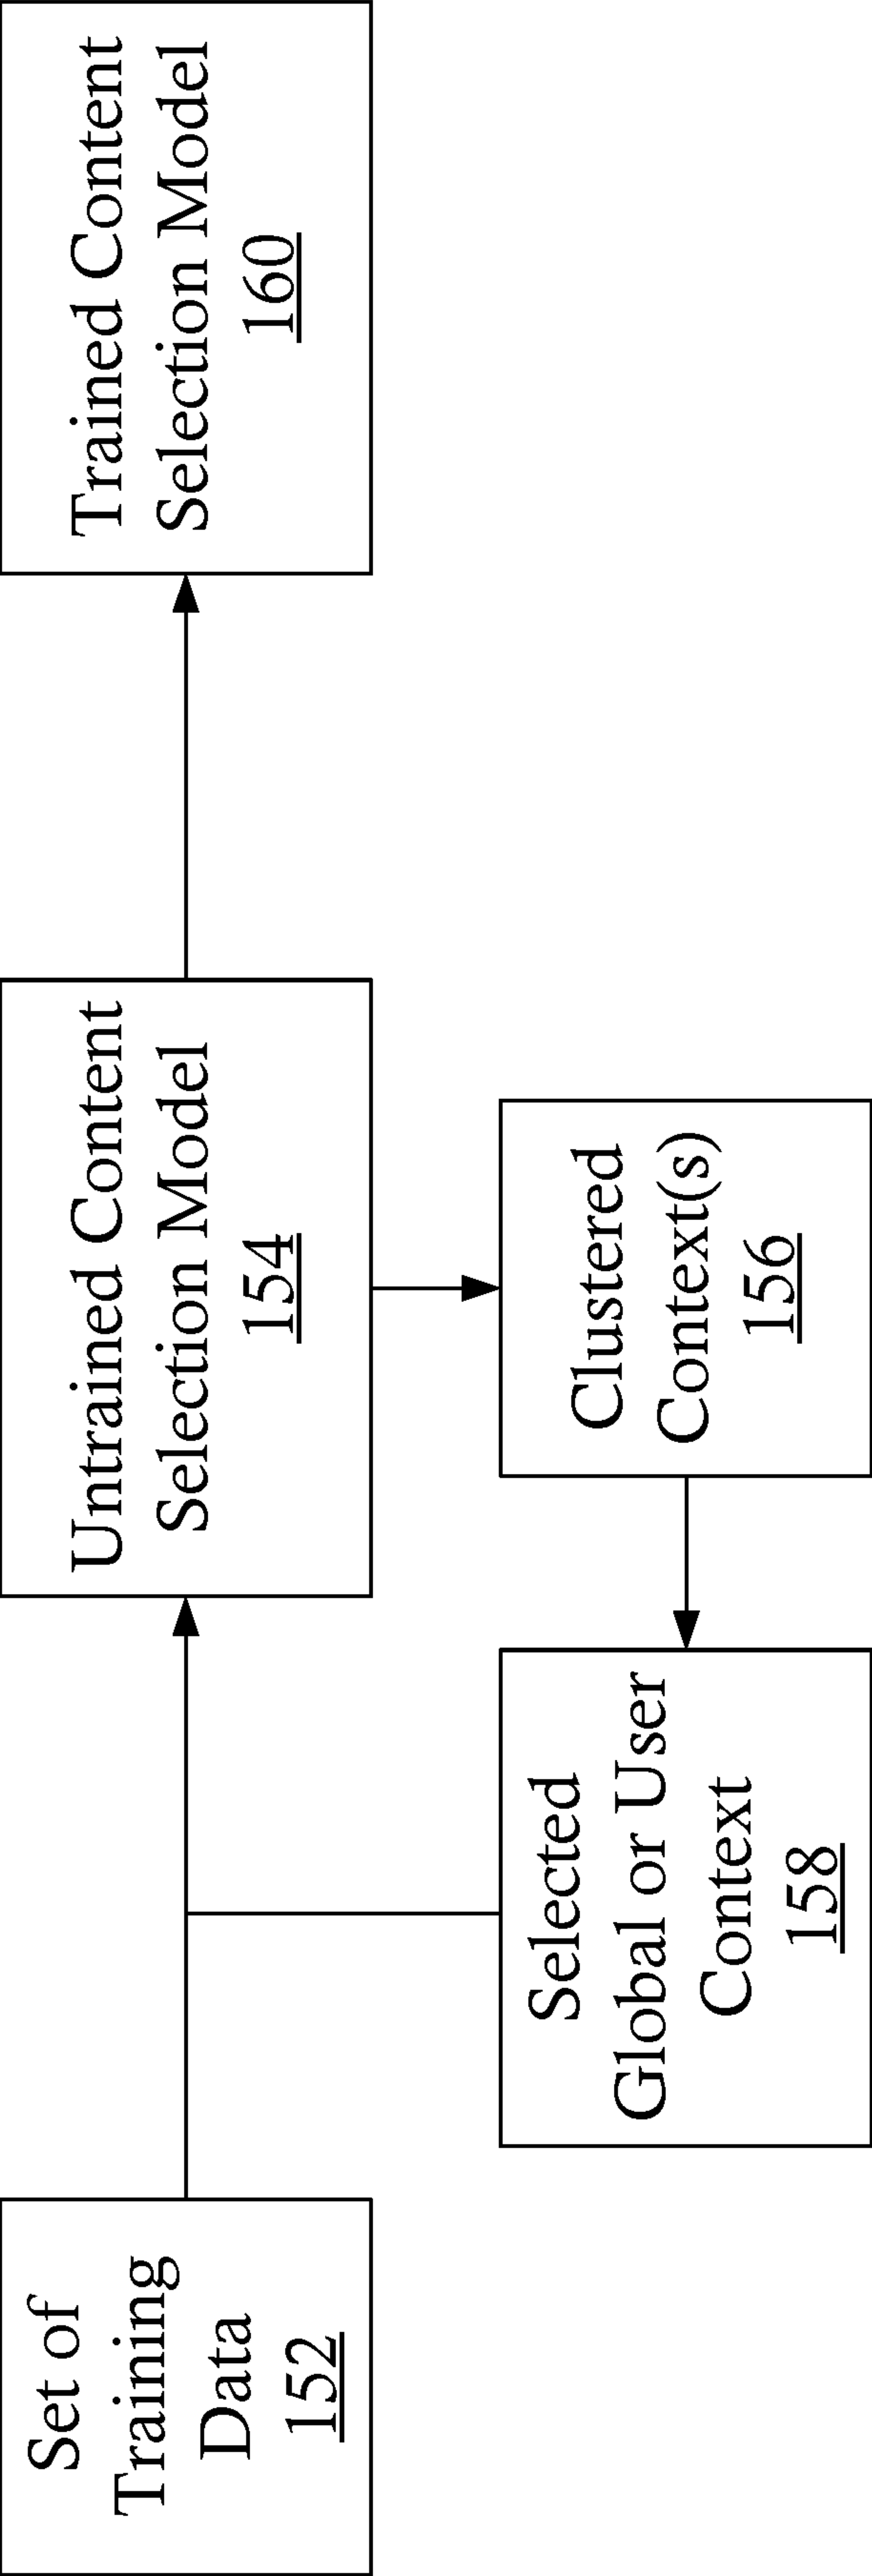 Set of
Training
Data
152
Untrained Content
Selection Model
154
Trained Content
Selection Model
160
Selected
Global or User
Context
158
Clustered
Context(s)
156